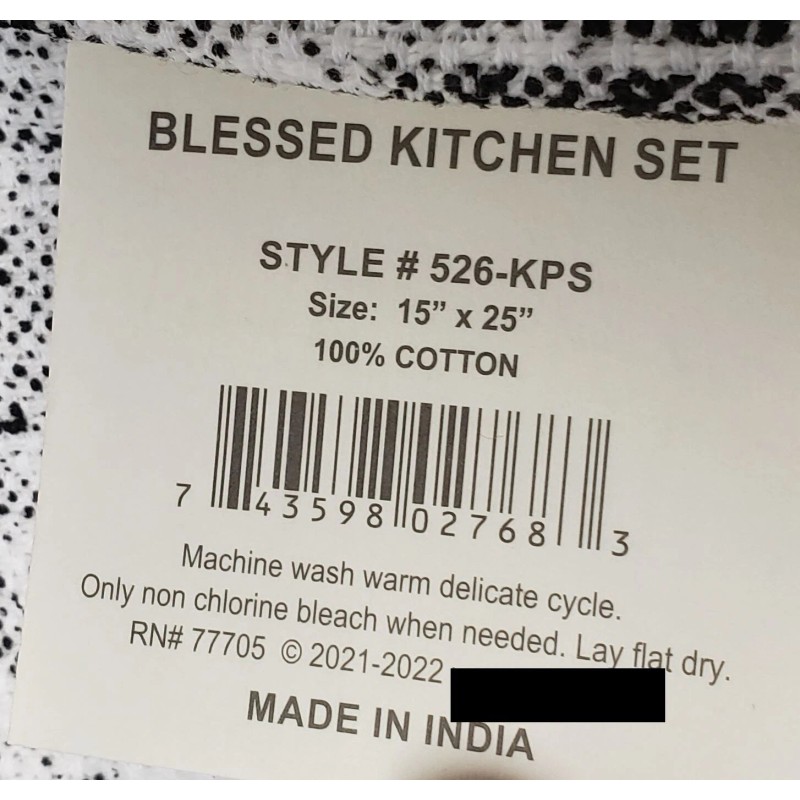 BLESSED KITCHEN SET
STYLE # 526-KPS
Size: 15” x 25”
100% COTTON
7 43598 02768 3
Machine wash warm delicate cycle.
Only non chlorine bleach when needed. Lay flat dry.
RN# 77705 © 2021-2022
MADE IN INDIA